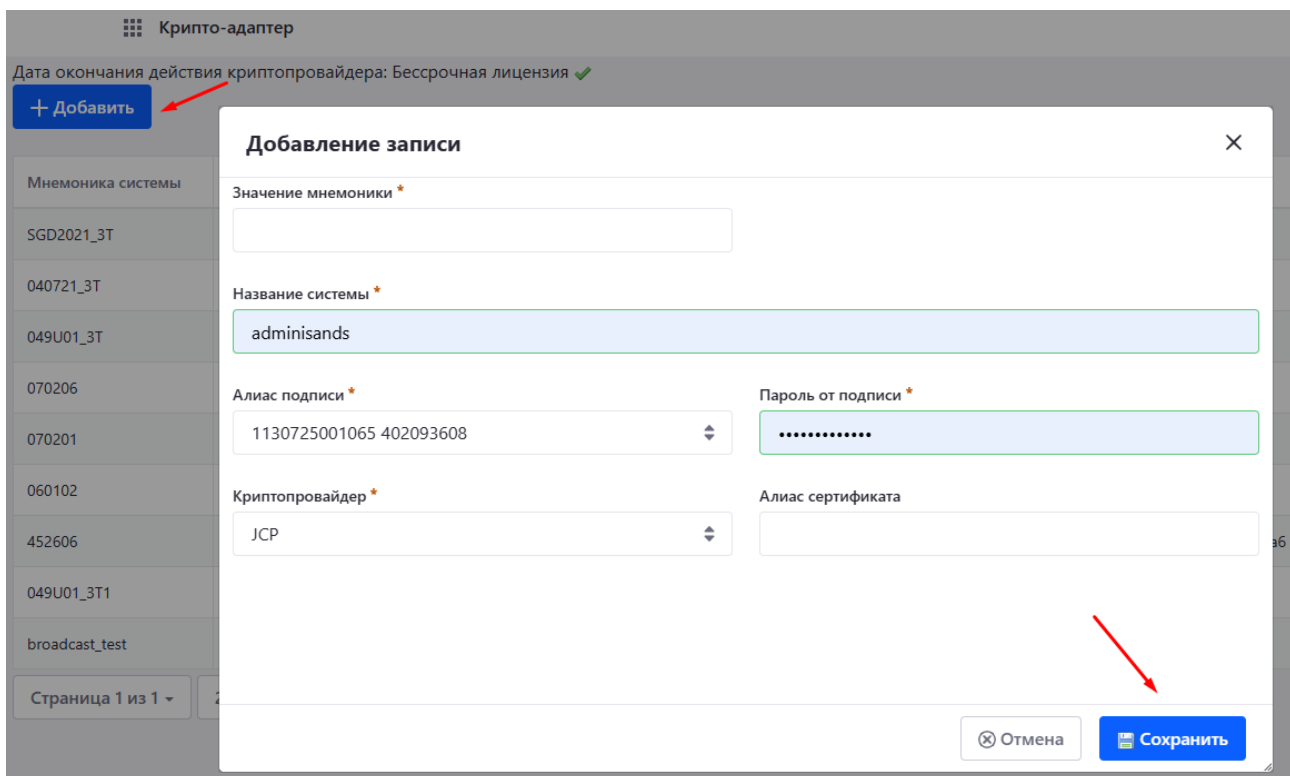 Крипто-адаптер
Дата окончания действия криптопровайдера: Бессрочная лицензия
+ Добавить
Добавление записи
Мнемоника системы
Значение мнемоники *
SGD2021_3T
040721_3T
Название системы *
049U01_3T
adminisands
070206
Алиас подписи * Пароль от подписи *
070201
1130725001065 402093608 •••••••••••••
060102
Криптопровайдер * Алиас сертификата
452606
JCP
аб
049U01_3T1
broadcast_test
Страница 1 из 1
Отмена Сохранить